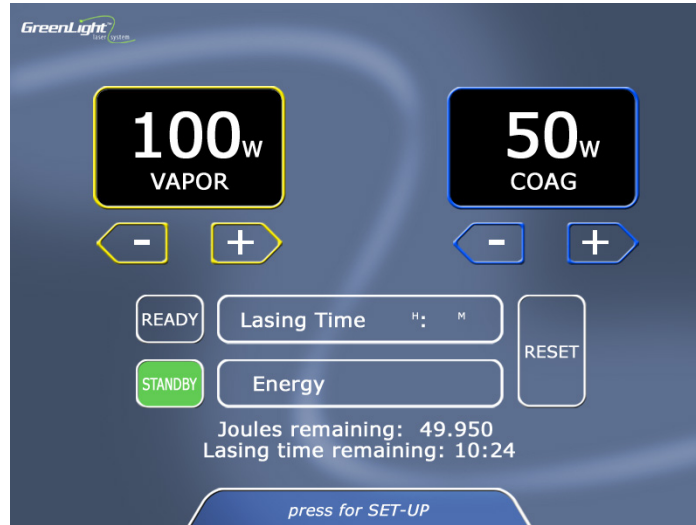 GreenLight™
laser system
100W
VAPOR
50W
COAG
- +
- +
READY
Lasing Time H: M
RESET
STANDBY
Energy
Joules remaining: 49.950
Lasing time remaining: 10:24
press for SET-UP